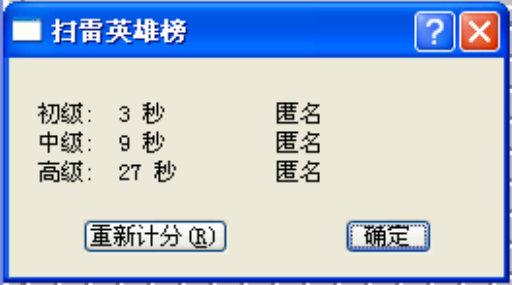 扫雷英雄榜
初级: 3 秒 匿名
中级: 9 秒 匿名
高级: 27 秒 匿名
重新计分(R) 确定